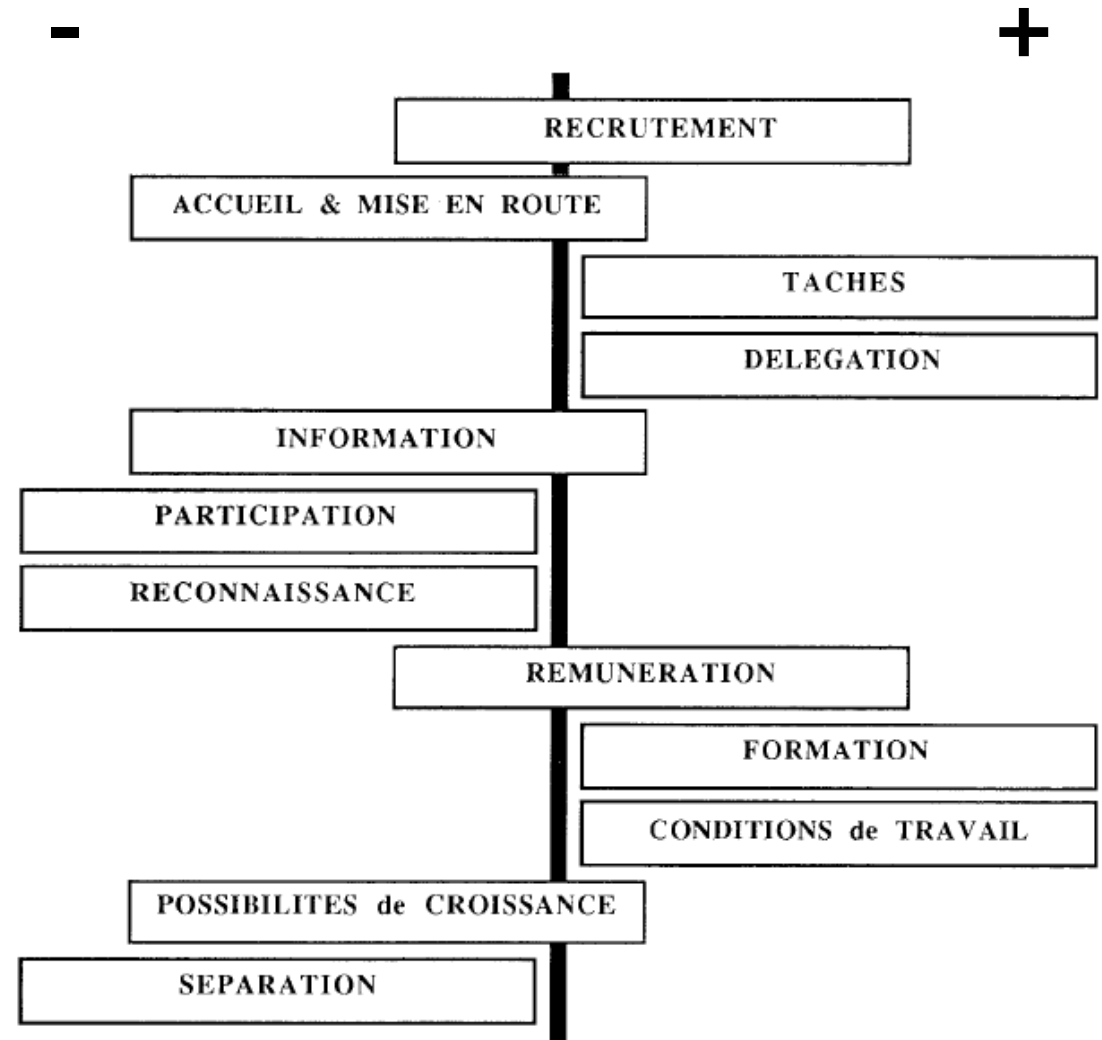 - +
RECRUTEMENT
ACCUEIL & MISE EN ROUTE
TACHES
DELEGATION
INFORMATION
PARTICIPATION
RECONNAISSANCE
REMUNERATION
FORMATION
CONDITIONS de TRAVAIL
POSSIBILITES de CROISSANCE
SEPARATION